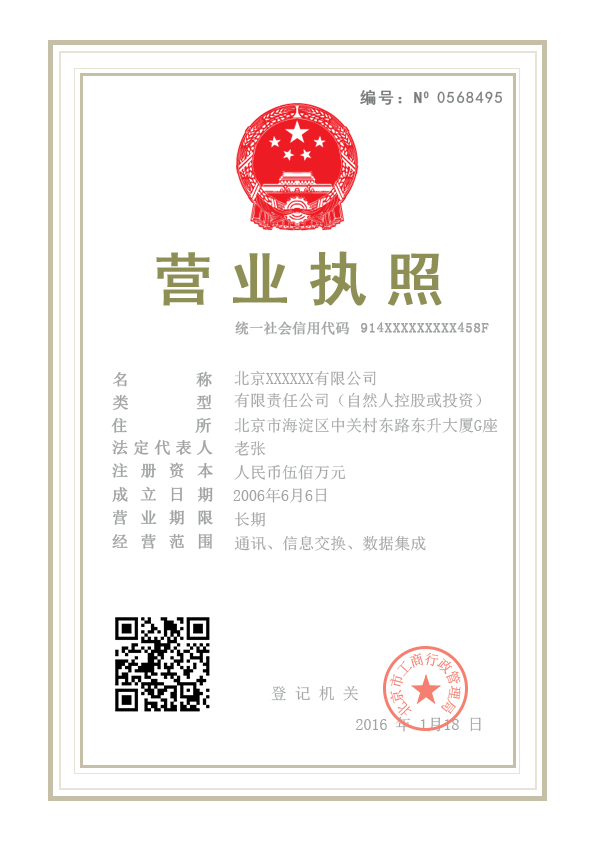 编号：Nº 0568495
营业执照
统一社会信用代码 914XXXXXXXXX458F
名称 北京XXXXXX有限公司
类型 有限责任公司（自然人控股或投资）
住所 北京市海淀区中关村东路东升大厦G座
法定代表人 老张
注册资本 人民币伍佰万元
成立日期 2006年6月6日
营业期限 长期
经营范围 通讯、信息交换、数据集成
北京市工商行政管理局
登记机关
2016 年 1月18 日